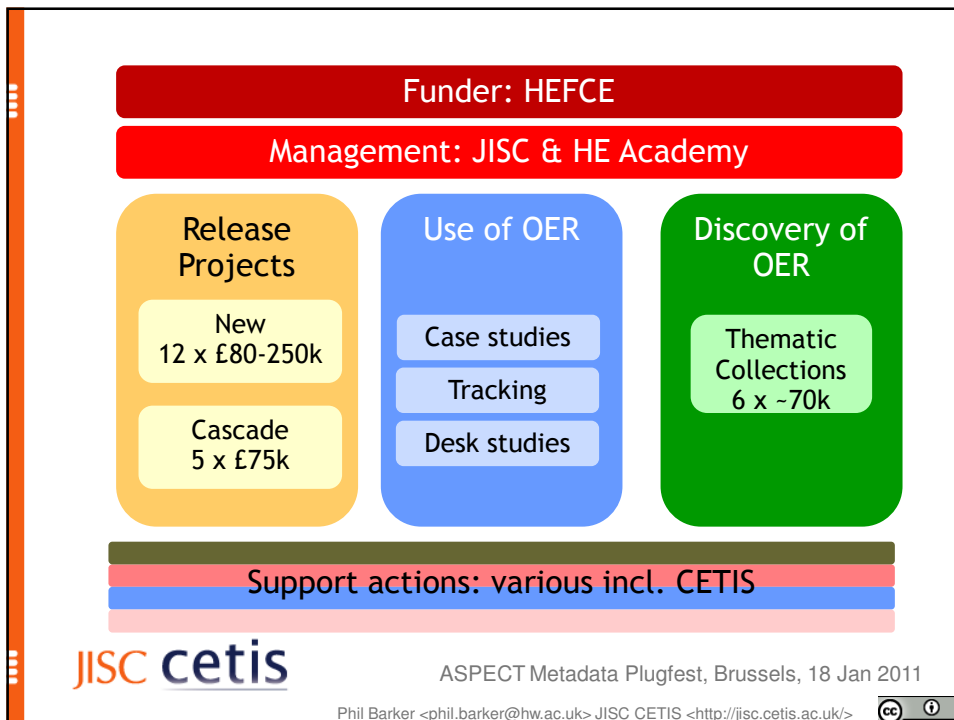 Funder: HEFCE
Management: JISC & HE Academy
Release
Projects
New
12 x £80-250k
Cascade
5 x £75k
Use of OER
Case studies
Tracking
Desk studies
Discovery of
OER
Thematic
Collections
6 x ~70k
Support actions: various incl. CETIS
JISC cetis
ASPECT Metadata Plugfest, Brussels, 18 Jan 2011
Phil Barker <phil.barker@hw.ac.uk> JISC CETIS <http://jisc.cetis.ac.uk/>
cc